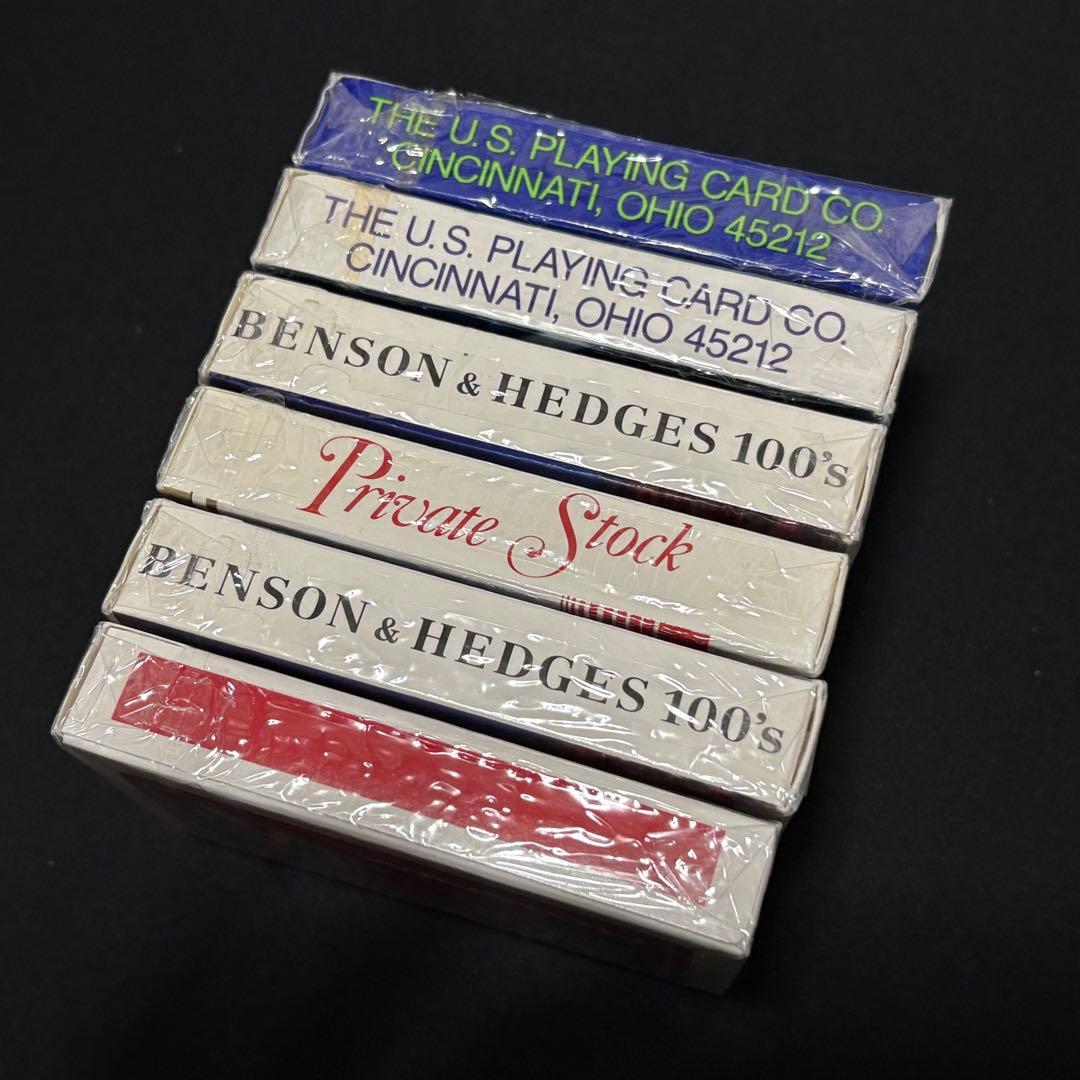 THE U.S. PLAYING CARD CO.
CINCINNATI, OHIO 45212
THE U.S. PLAYING CARD CO.
CINCINNATI, OHIO 45212
BENSON & HEDGES 100's
Private Stock
BENSON & HEDGES 100's